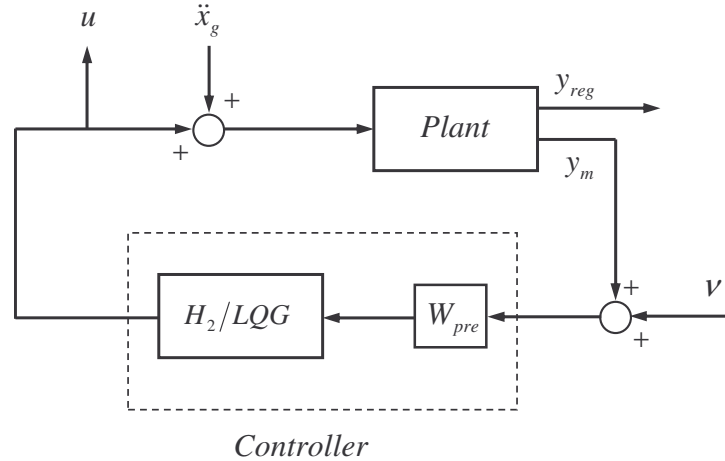 u
ẍ_g
+
+
Plant
y_reg
y_m
H_2/LQG
W_pre
+
+
ν
Controller